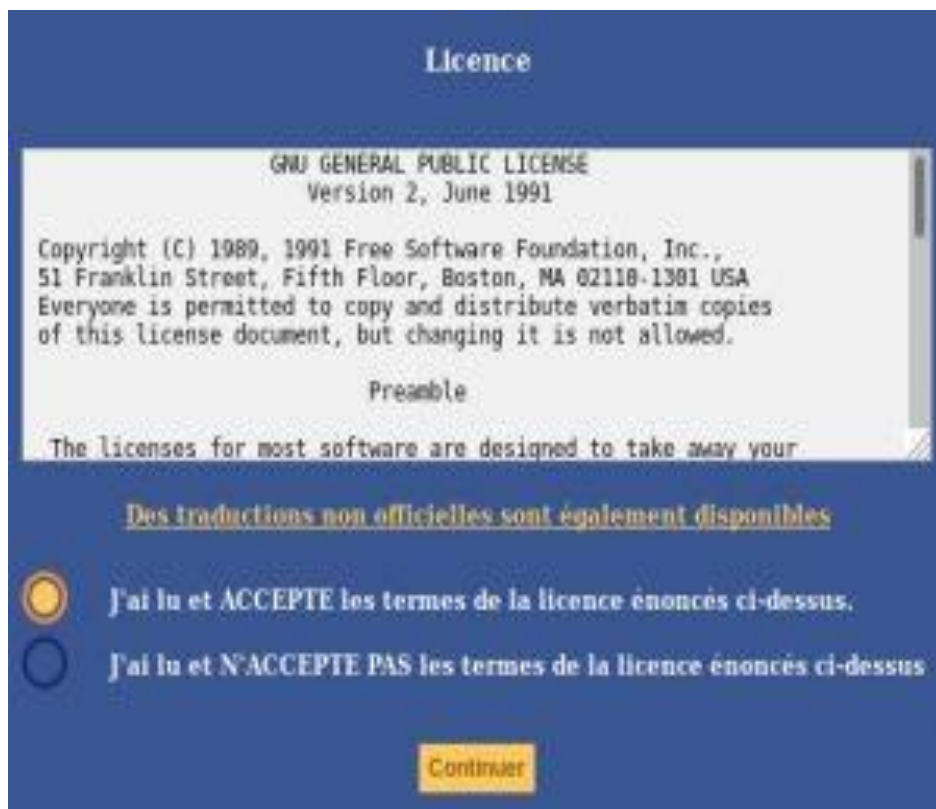 Licence
GNU GENERAL PUBLIC LICENSE
Version 2, June 1991
Copyright (C) 1989, 1991 Free Software Foundation, Inc.,
51 Franklin Street, Fifth Floor, Boston, MA 02110-1301 USA
Everyone is permitted to copy and distribute verbatim copies
of this license document, but changing it is not allowed.
Preamble
The licenses for most software are designed to take away your
Des traductions non officielles sont également disponibles
J'ai lu et ACCEPTE les termes de la licence énoncés ci-dessus.
J'ai lu et N'ACCEPTE PAS les termes de la licence énoncés ci-dessus
Continuer